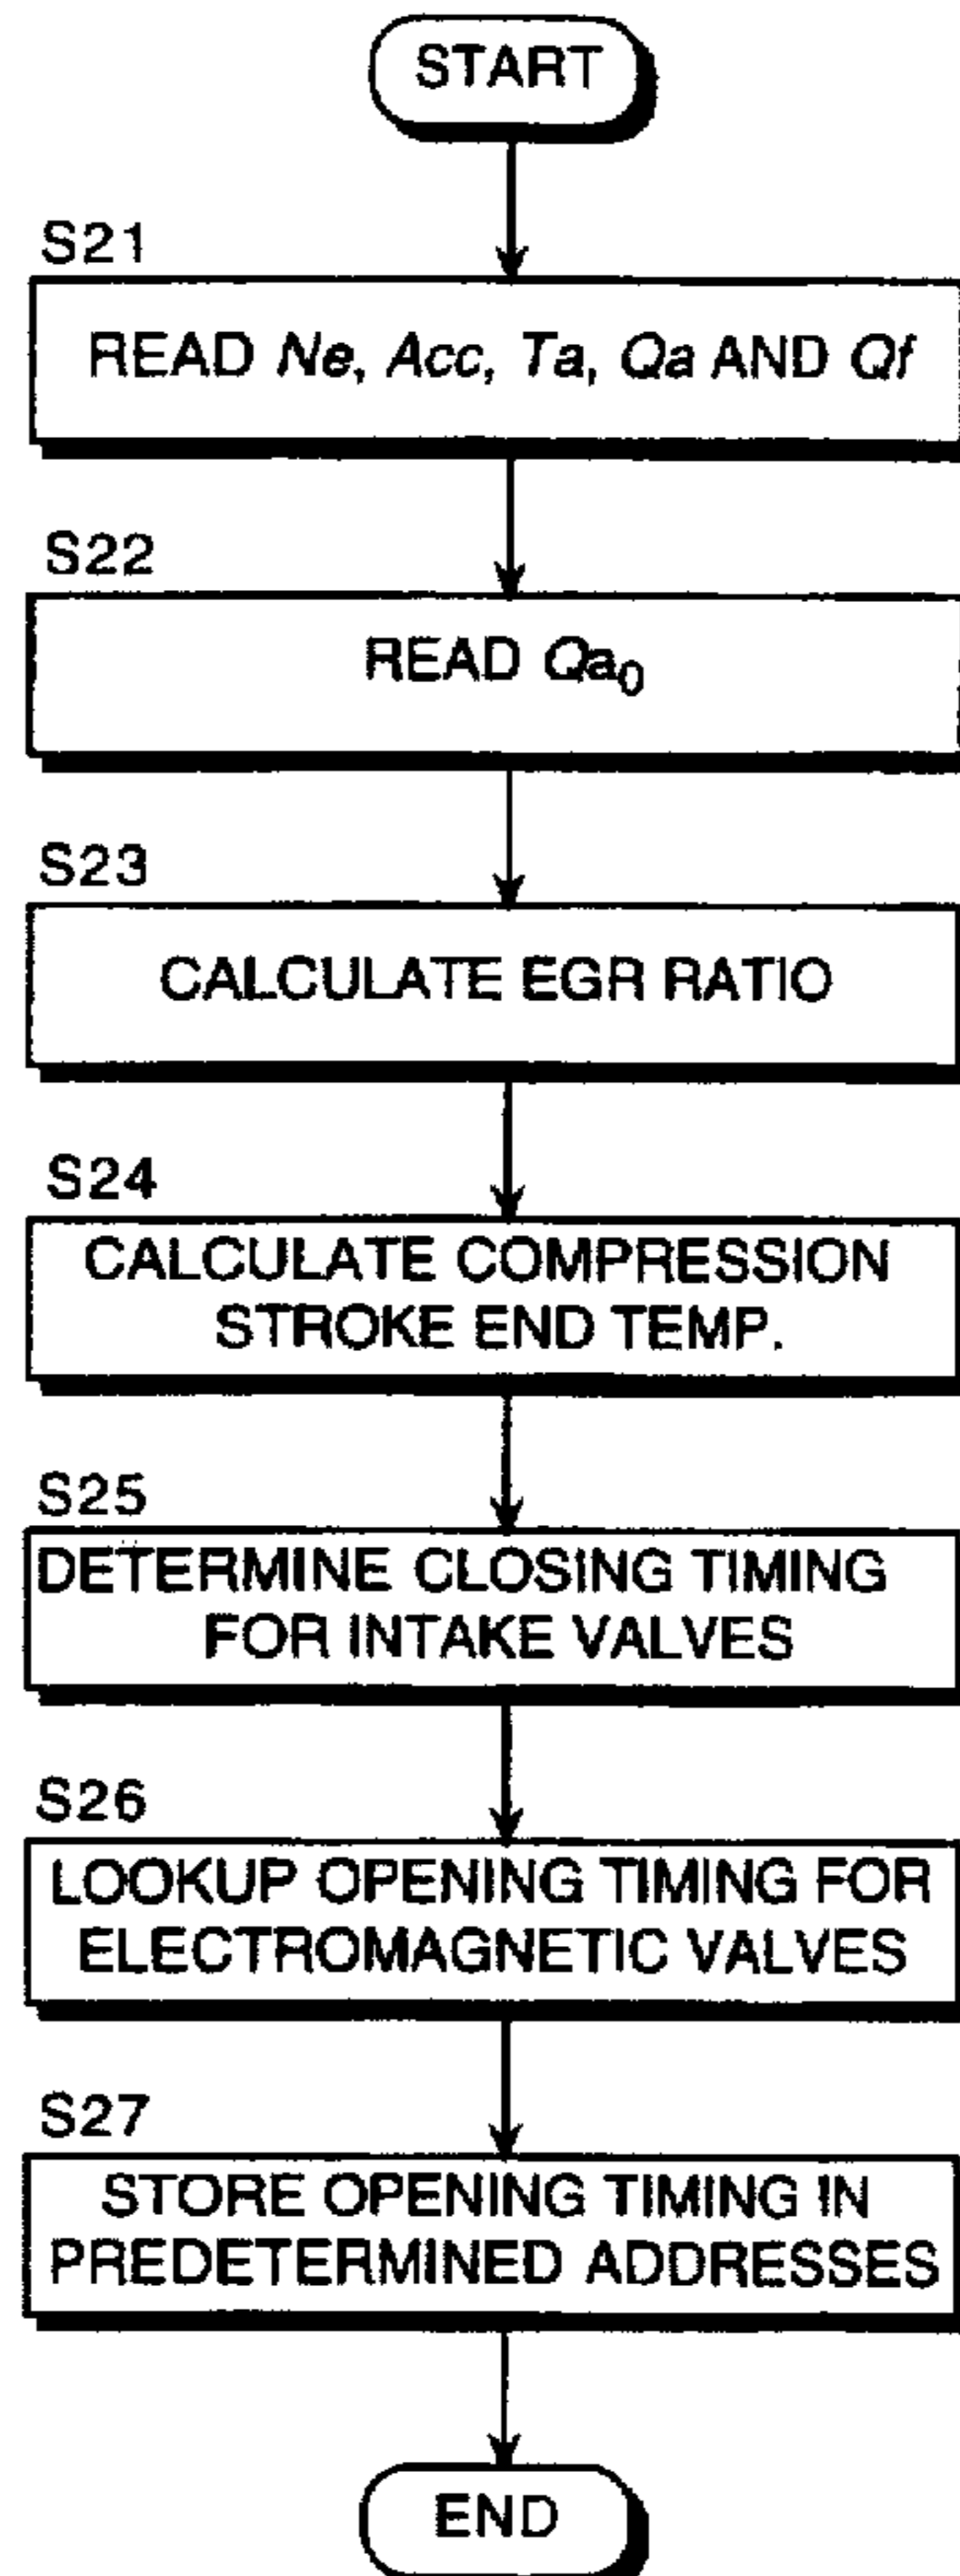 START
S21
READ Ne, Acc, Ta, Qa AND Qf
S22
READ Qa₀
S23
CALCULATE EGR RATIO
S24
CALCULATE COMPRESSION
STROKE END TEMP.
S25
DETERMINE CLOSING TIMING
FOR INTAKE VALVES
S26
LOOKUP OPENING TIMING FOR
ELECTROMAGNETIC VALVES
S27
STORE OPENING TIMING IN
PREDETERMINED ADDRESSES
END